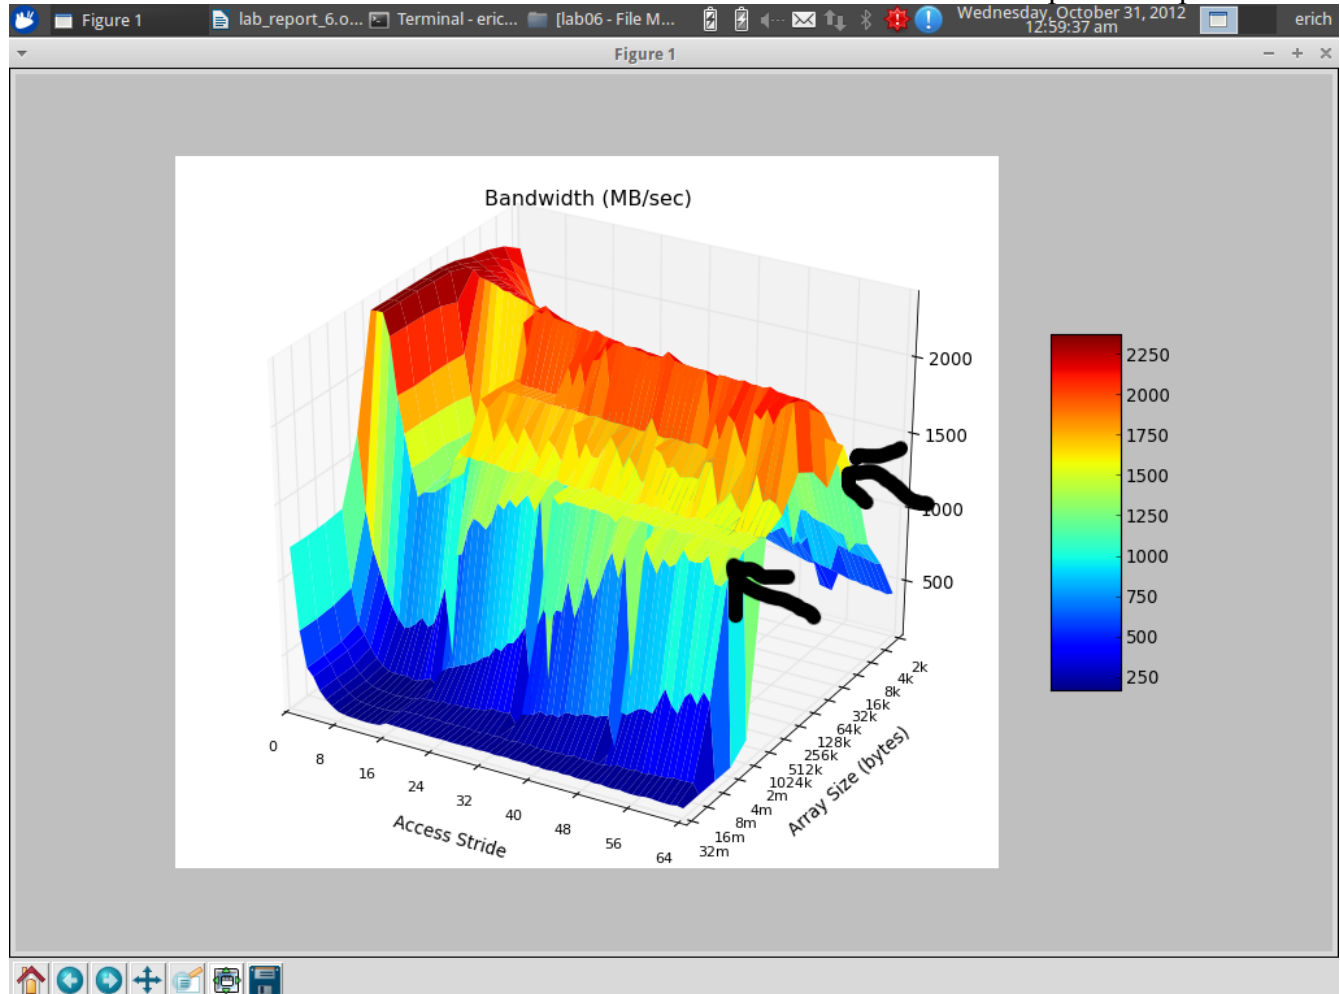 Figure 1
lab_report_6.o...
Terminal - eric...
[lab06 - File M...
Wednesday, October 31, 2012
12:59:37 am
erich
Figure 1
Bandwidth (MB/sec)
2000
1500
1000
500
2250
2000
1750
1500
1250
1000
750
500
250
0
8
16
24
32
40
48
56
64
Access Stride
2k
4k
8k
16k
32k
64k
128k
256k
512k
1024k
2m
4m
8m
16m
32m
Array Size (bytes)